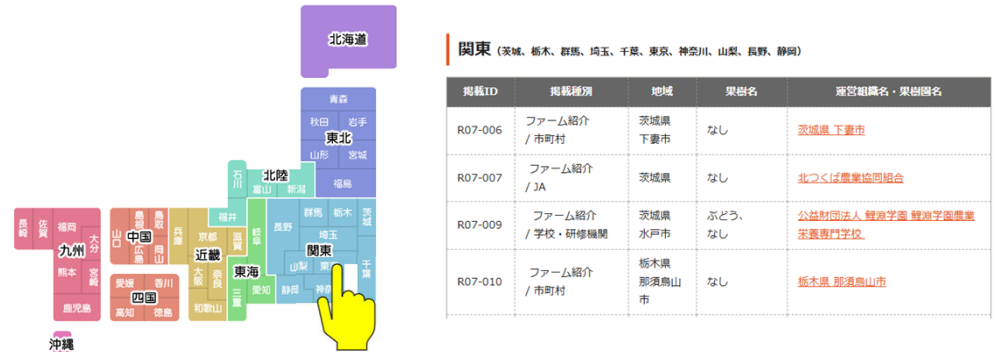 北海道
青森
秋田
岩手
東北
山形
宮城
福島
石川
北陸
富山
新潟
福井
長崎
佐賀
福岡
大分
九州
熊本
宮崎
鹿児島
沖縄
山口
島根
広島
鳥取
岡山
中国
愛媛
香川
四国
高知
徳島
兵庫
京都
滋賀
近畿
大阪
奈良
和歌山
岐阜
東海
愛知
三重
長野
群馬
栃木
茨城
埼玉
関東
山梨
東
千葉
静岡
神奈
関東(茨城、栃木、群馬、埼玉、千葉、東京、神奈川、山梨、長野、静岡)
掲載ID 掲載種別 地域 果樹名 運営組織名・果樹園名
R07-006 ファーム紹介 / 市町村 茨城県 下妻市 なし 茨城県 下妻市
R07-007 ファーム紹介 / JA 茨城県 なし 北つくば農業協同組合
R07-009 ファーム紹介 / 学校・研修機関 茨城県 水戸市 ぶどう、なし 公益財団法人 鯉淵学園 鯉淵学園農業栄養専門学校
R07-010 ファーム紹介 / 市町村 栃木県 那須烏山市 なし 栃木県 那須烏山市